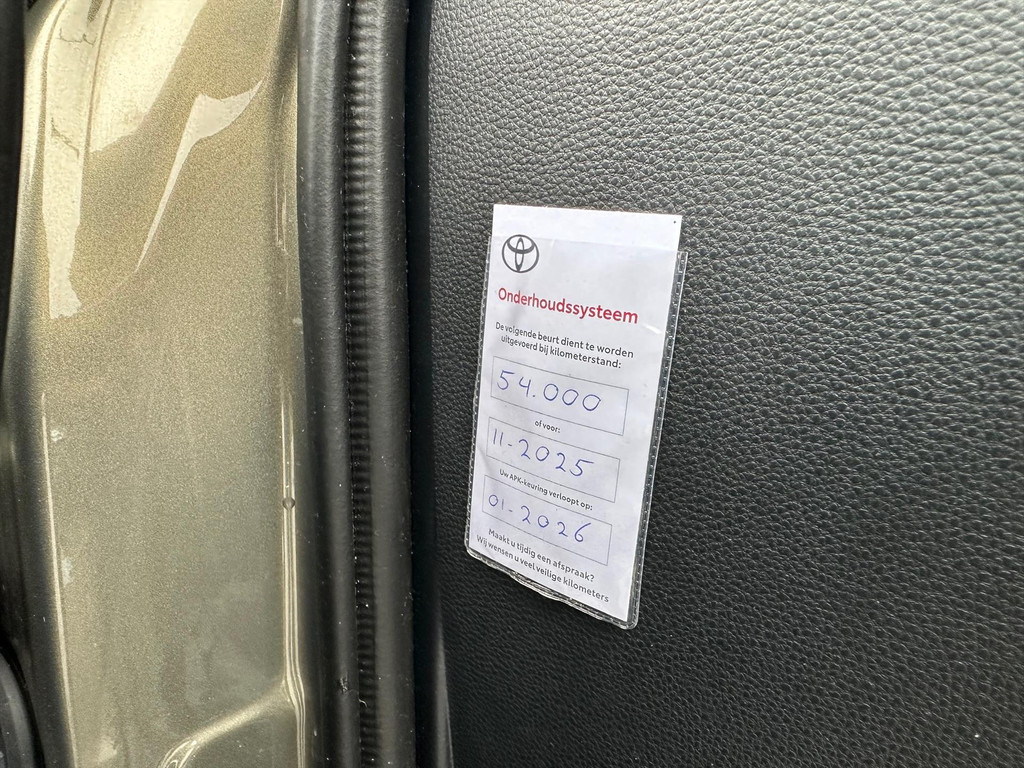 Onderhoudssysteem
De volgende beurt dient te worden
uitgevoerd bij kilometerstand:
54.000
of voor:
11-2025
Uw APK-keuring verloopt op:
01-2026
Maakt u tijdig een afspraak?
Wij wensen u veel veilige kilometers